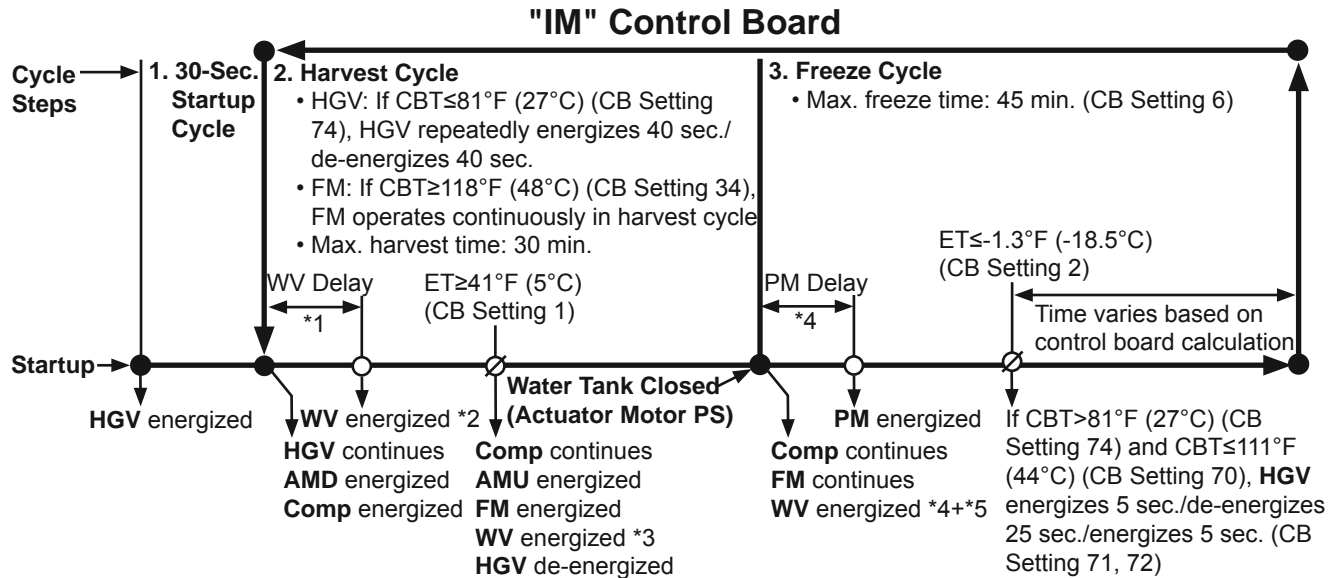 "IM" Control Board
Cycle
Steps
1. 30-Sec.
Startup
Cycle
2. Harvest Cycle
• HGV: If CBT≤81°F (27°C) (CB Setting
74), HGV repeatedly energizes 40 sec./
de-energizes 40 sec.
• FM: If CBT≥118°F (48°C) (CB Setting 34),
FM operates continuously in harvest cycle
• Max. harvest time: 30 min.
3. Freeze Cycle
• Max. freeze time: 45 min. (CB Setting 6)
WV Delay
*1
ET≥41°F (5°C)
(CB Setting 1)
PM Delay
*4
ET≤-1.3°F (-18.5°C)
(CB Setting 2)
Time varies based on
control board calculation
Startup
HGV energized
WV energized *2
HGV continues
AMD energized
Comp energized
Water Tank Closed
(Actuator Motor PS)
Comp continues
AMU energized
FM energized
WV energized *3
HGV de-energized
PM energized
Comp continues
FM continues
WV energized *4+*5
If CBT>81°F (27°C) (CB
Setting 74) and CBT≤111°F
(44°C) (CB Setting 70), HGV
energizes 5 sec./de-energizes
25 sec./energizes 5 sec. (CB
Setting 71, 72)